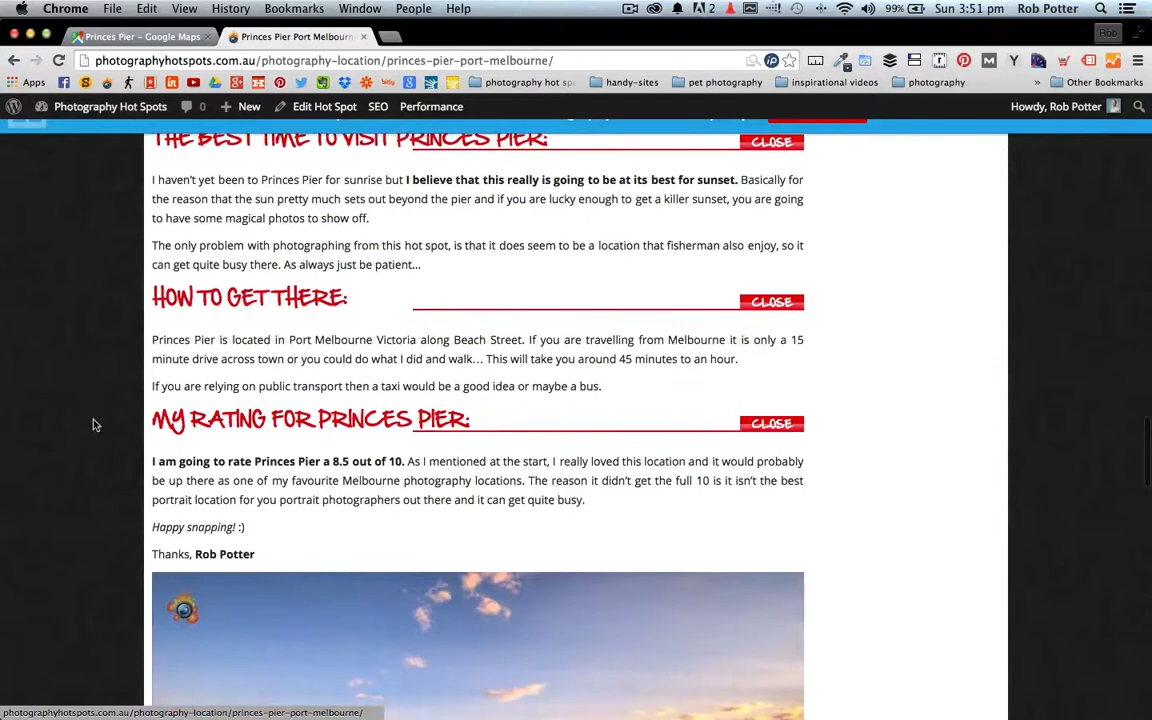 Chrome File Edit View History Bookmarks Window People Help A 2 99% Sun 3:51 pm Rob Potter
Princes Pier - Google Maps Princes Pier Port Melbourn Rob
photographyhotspots.com.au/photography-location/princes-pier-port-melbourne/
Apps photography hot sp handy-sites pet photography inspirational videos photography » Other Bookmarks
Photography Hot Spots 0 + New Edit Hot Spot SEO Performance Howdy, Rob Potter
THE BEST TIME TO VISIT PRINCES PIER: CLOSE
I haven't yet been to Princes Pier for sunrise but I believe that this really is going to be at its best for sunset. Basically for
the reason that the sun pretty much sets out beyond the pier and if you are lucky enough to get a killer sunset, you are going
to have some magical photos to show off.
The only problem with photographing from this hot spot, is that it does seem to be a location that fisherman also enjoy, so it
can get quite busy there. As always just be patient...
HOW TO GET THERE: CLOSE
Princes Pier is located in Port Melbourne Victoria along Beach Street. If you are travelling from Melbourne it is only a 15
minute drive across town or you could do what I did and walk... This will take you around 45 minutes to an hour.
If you are relying on public transport then a taxi would be a good idea or maybe a bus.
MY RATING FOR PRINCES PIER: CLOSE
I am going to rate Princes Pier a 8.5 out of 10. As I mentioned at the start, I really loved this location and it would probably
be up there as one of my favourite Melbourne photography locations. The reason it didn't get the full 10 is it isn't the best
portrait location for you portrait photographers out there and it can get quite busy.
Happy snapping! :)
Thanks, Rob Potter
photographyhotspots.com.au/photography-location/princes-pier-port-melbourne/